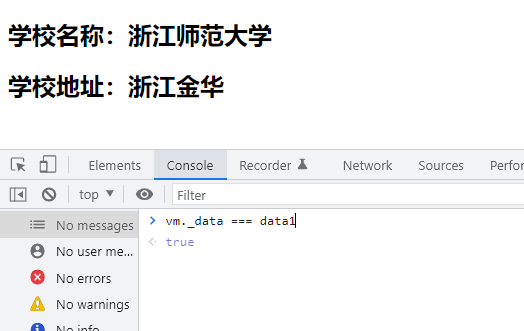 学校名称：浙江师范大学
学校地址：浙江金华
Elements Console Recorder Network Sources Perfor
top Filter
No messages
vm._data === data1
true
No user me...
No errors
No warnings
No info